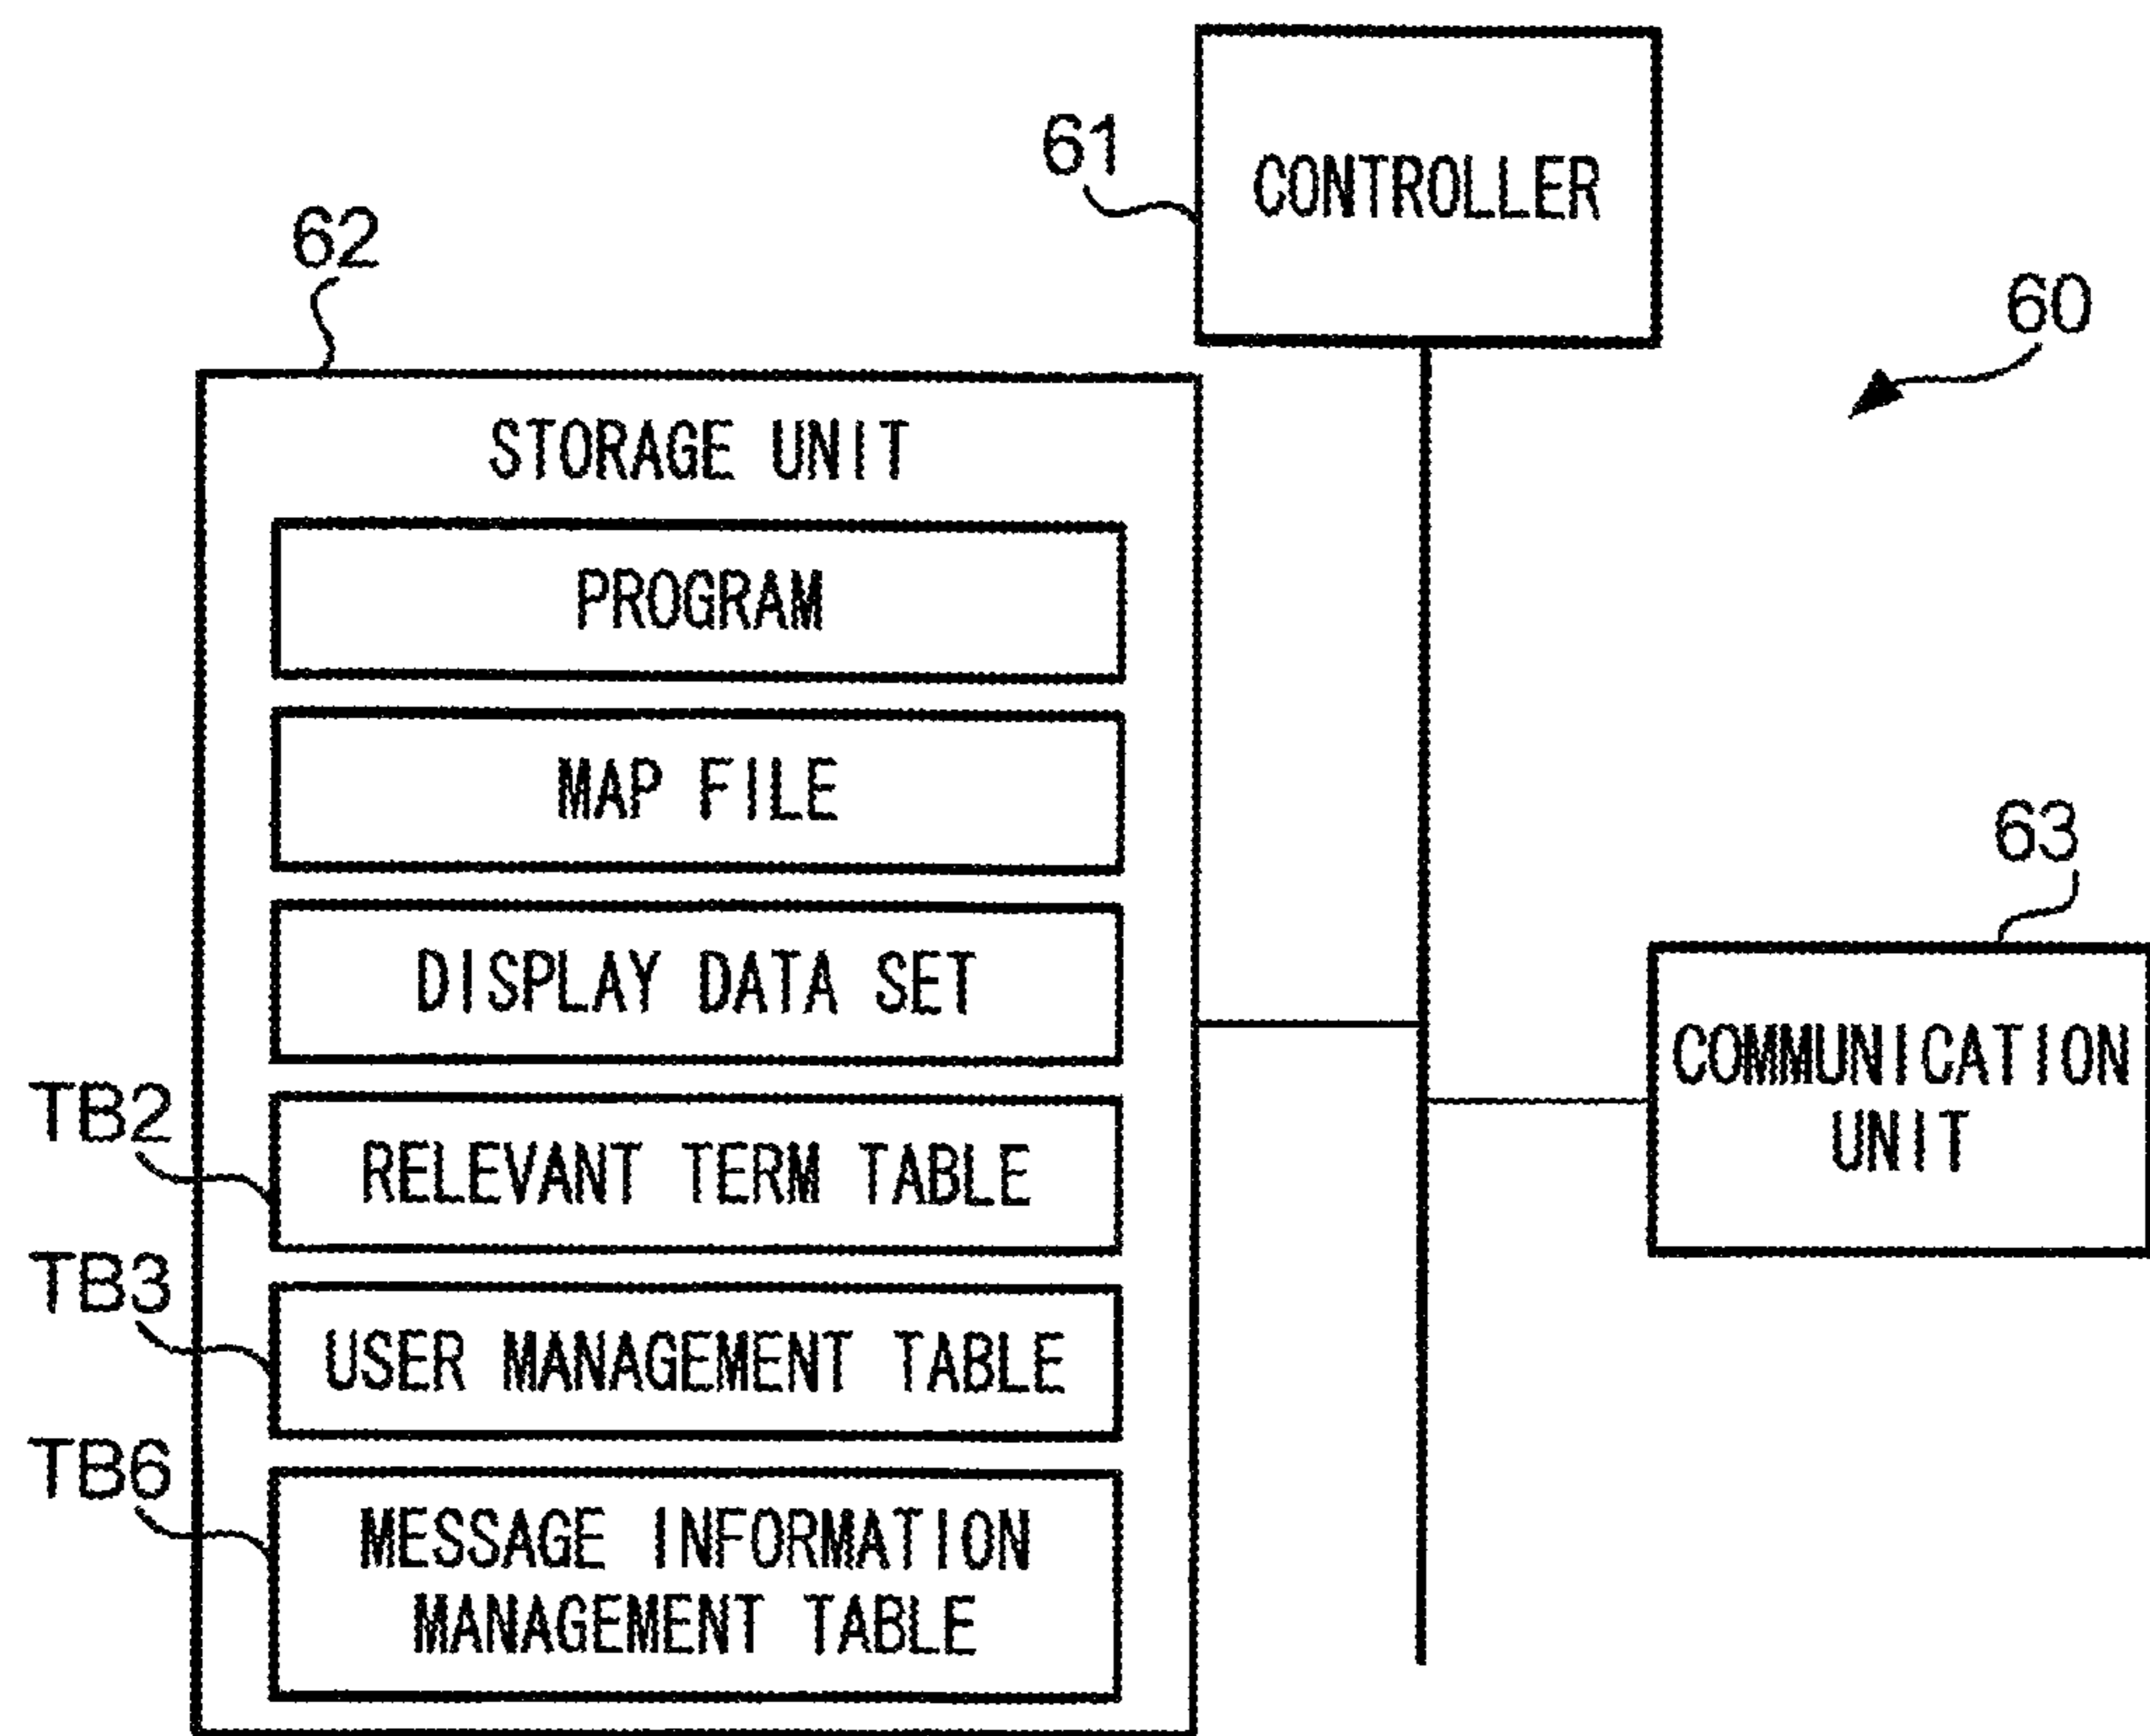 61
CONTROLLER
62
60
STORAGE UNIT
PROGRAM
MAP FILE
63
DISPLAY DATA SET
COMMUNICATION
UNIT
TB2
RELEVANT TERM TABLE
TB3
USER MANAGEMENT TABLE
TB6
MESSAGE INFORMATION
MANAGEMENT TABLE